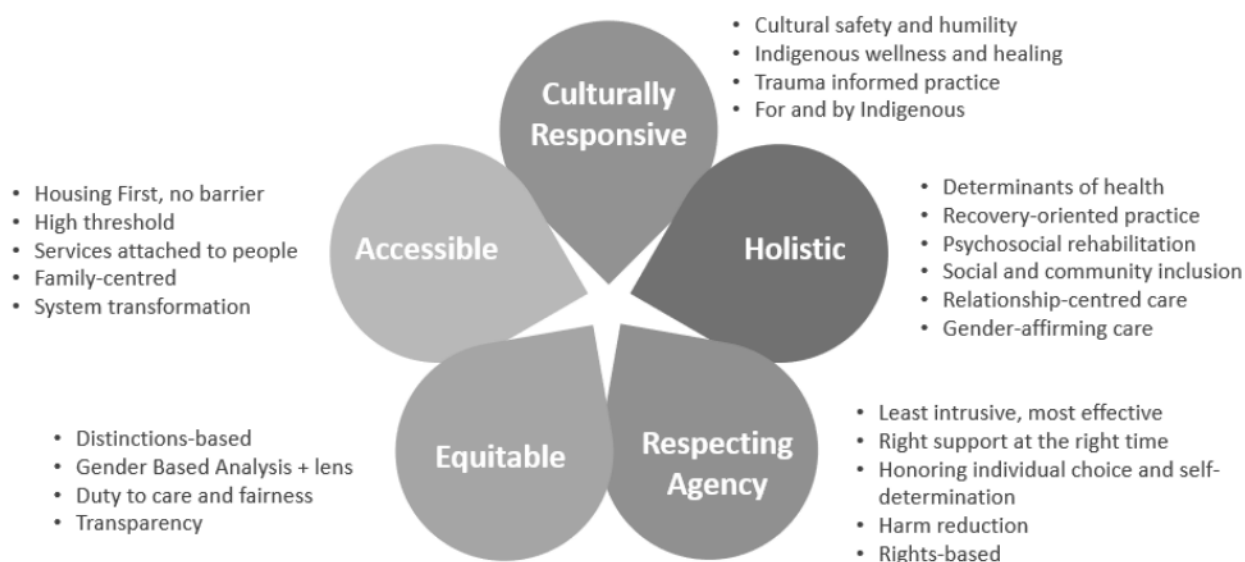 Culturally
Responsive
• Cultural safety and humility
• Indigenous wellness and healing
• Trauma informed practice
• For and by Indigenous
Holistic
• Determinants of health
• Recovery-oriented practice
• Psychosocial rehabilitation
• Social and community inclusion
• Relationship-centred care
• Gender-affirming care
Respecting
Agency
• Least intrusive, most effective
• Right support at the right time
• Honoring individual choice and self-
determination
• Harm reduction
• Rights-based
Equitable
• Distinctions-based
• Gender Based Analysis + lens
• Duty to care and fairness
• Transparency
Accessible
• Housing First, no barrier
• High threshold
• Services attached to people
• Family-centred
• System transformation